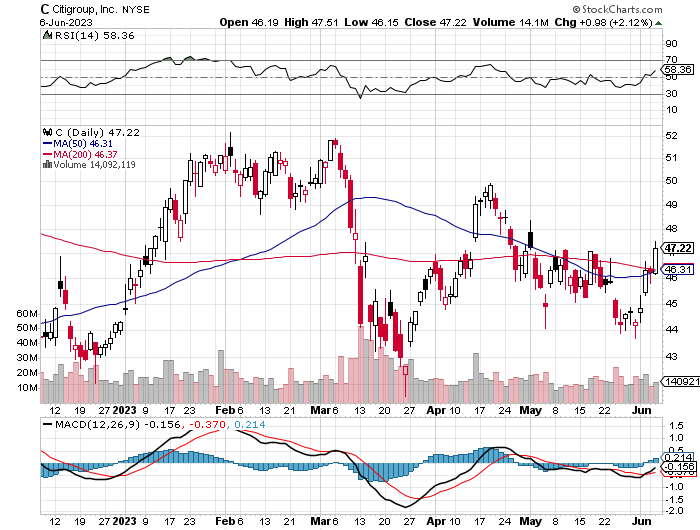 C Citigroup, Inc. NYSE © StockCharts.com
6-Jun-2023 Open 46.19 High 47.51 Low 46.15 Close 47.22 Volume 14.1M Chg +0.98 (+2.12%)
RSI(14) 58.36
90
70
58.36
50
30
10
C (Daily) 47.22
MA(50) 46.31
MA(200) 46.37
Volume 14,092,119
52
51
50
49
48
47.22
46.31
46
45
44
43
60M
50M
40M
30M
20M
10M
1409211
12 19 27 2023 9 17 23 Feb 6 13 21 Mar 6 13 20 27 Apr 10 17 24 May 8 15 22 Jun
MACD(12,26,9) -0.156, -0.370, 0.214
1.5
1.0
0.5
0.214
-0.156
-0.370
-1.0
-1.5
-2.0
12 19 27 2023 9 17 23 Feb 6 13 21 Mar 6 13 20 27 Apr 10 17 24 May 8 15 22 Jun